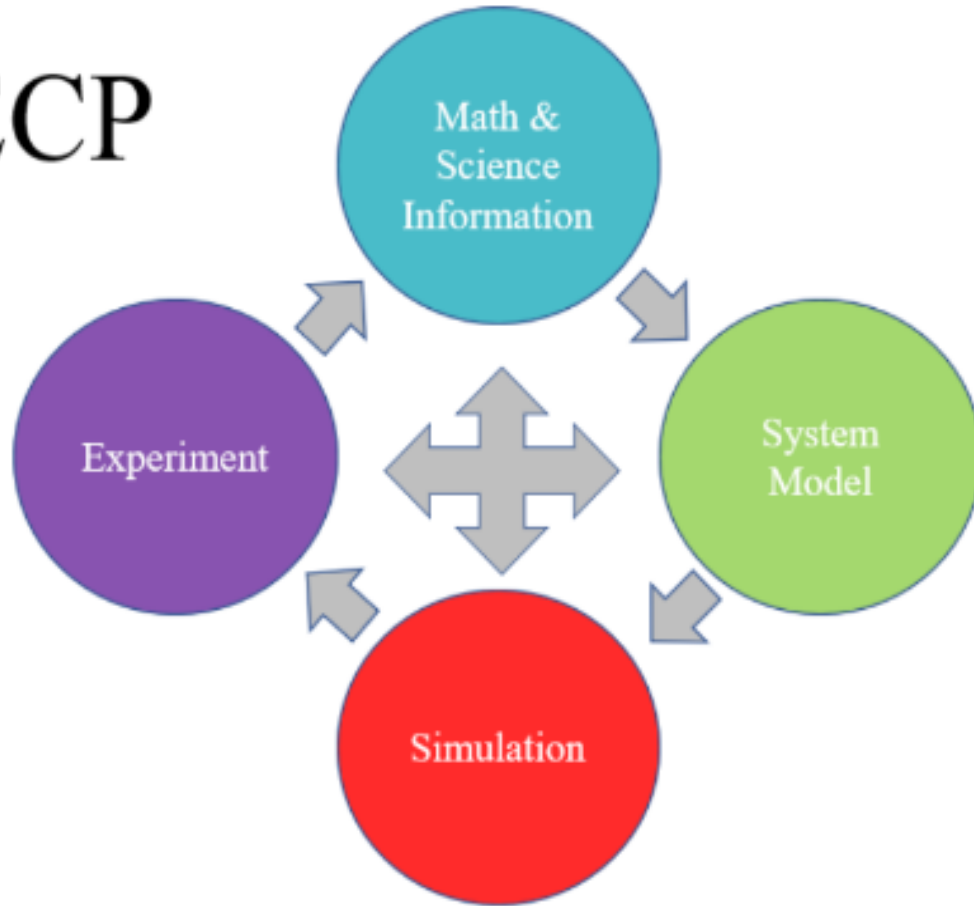 CP
Math &
Science
Information
Experiment
System
Model
Simulation